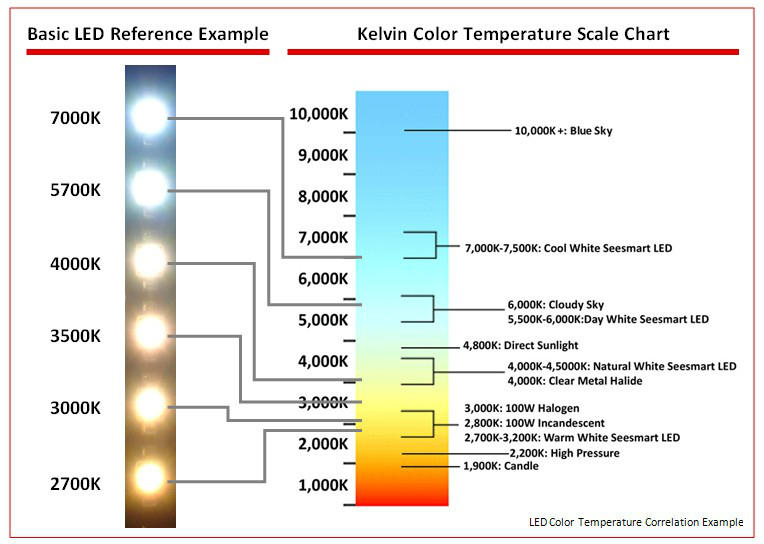 Basic LED Reference Example
Kelvin Color Temperature Scale Chart
7000K
5700K
4000K
3500K
3000K
2700K
10,000K
9,000K
8,000K
7,000K
6,000K
5,000K
4,000K
3,000K
2,000K
1,000K
10,000K+: Blue Sky
7,000K-7,500K: Cool White Seesmart LED
6,000K: Cloudy Sky
5,500K-6,000K:Day White Seesmart LED
4,800K: Direct Sunlight
4,000K-4,5000K: Natural White Seesmart LED
4,000K: Clear Metal Halide
3,000K: 100W Halogen
2,800K: 100W Incandescent
2,700K-3,200K: Warm White Seesmart LED
2,200K: High Pressure
1,900K: Candle
LED Color Temperature Correlation Example